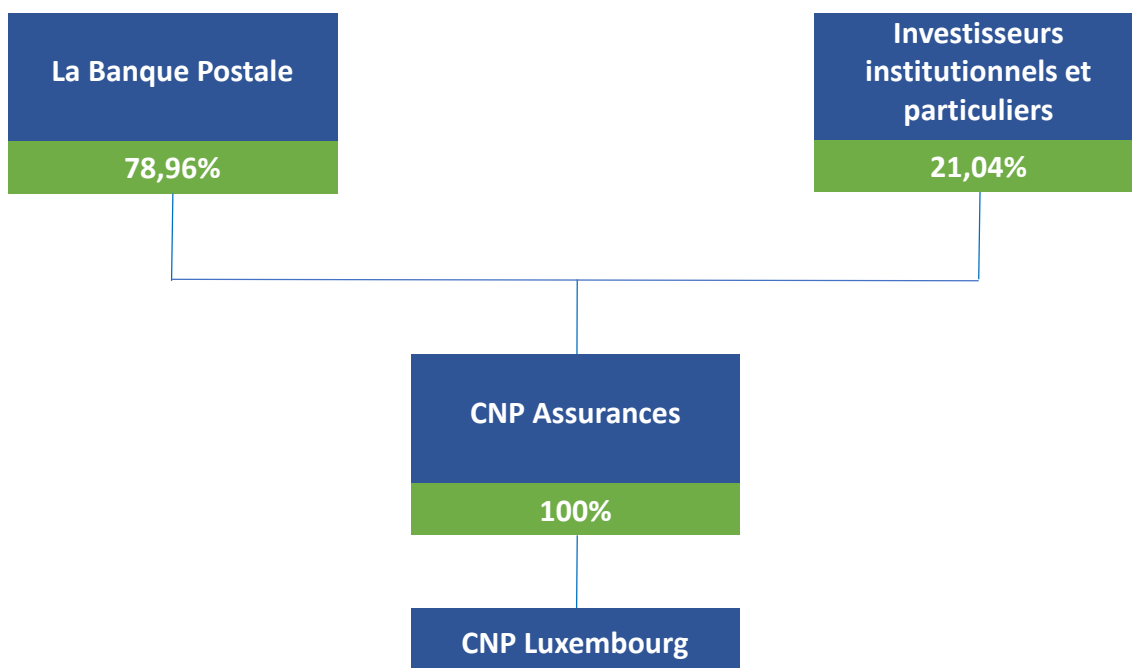 La Banque Postale
78,96%
Investisseurs
institutionnels et
particuliers
21,04%
CNP Assurances
100%
CNP Luxembourg